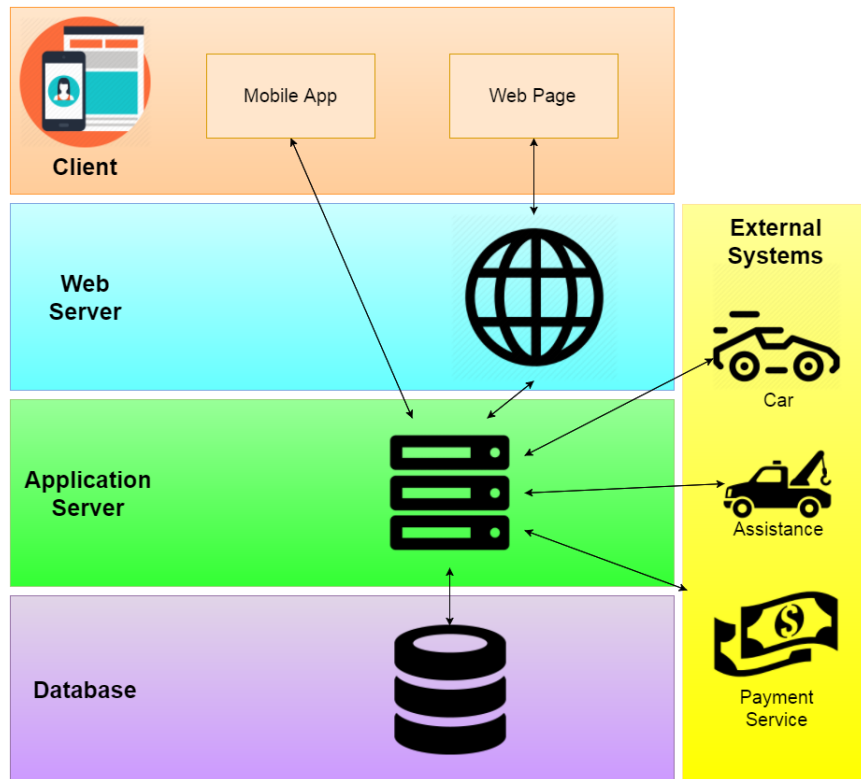 Mobile App
Web Page
Client
Web
Server
External
Systems
Car
Application
Server
Assistance
Database
Payment
Service
$